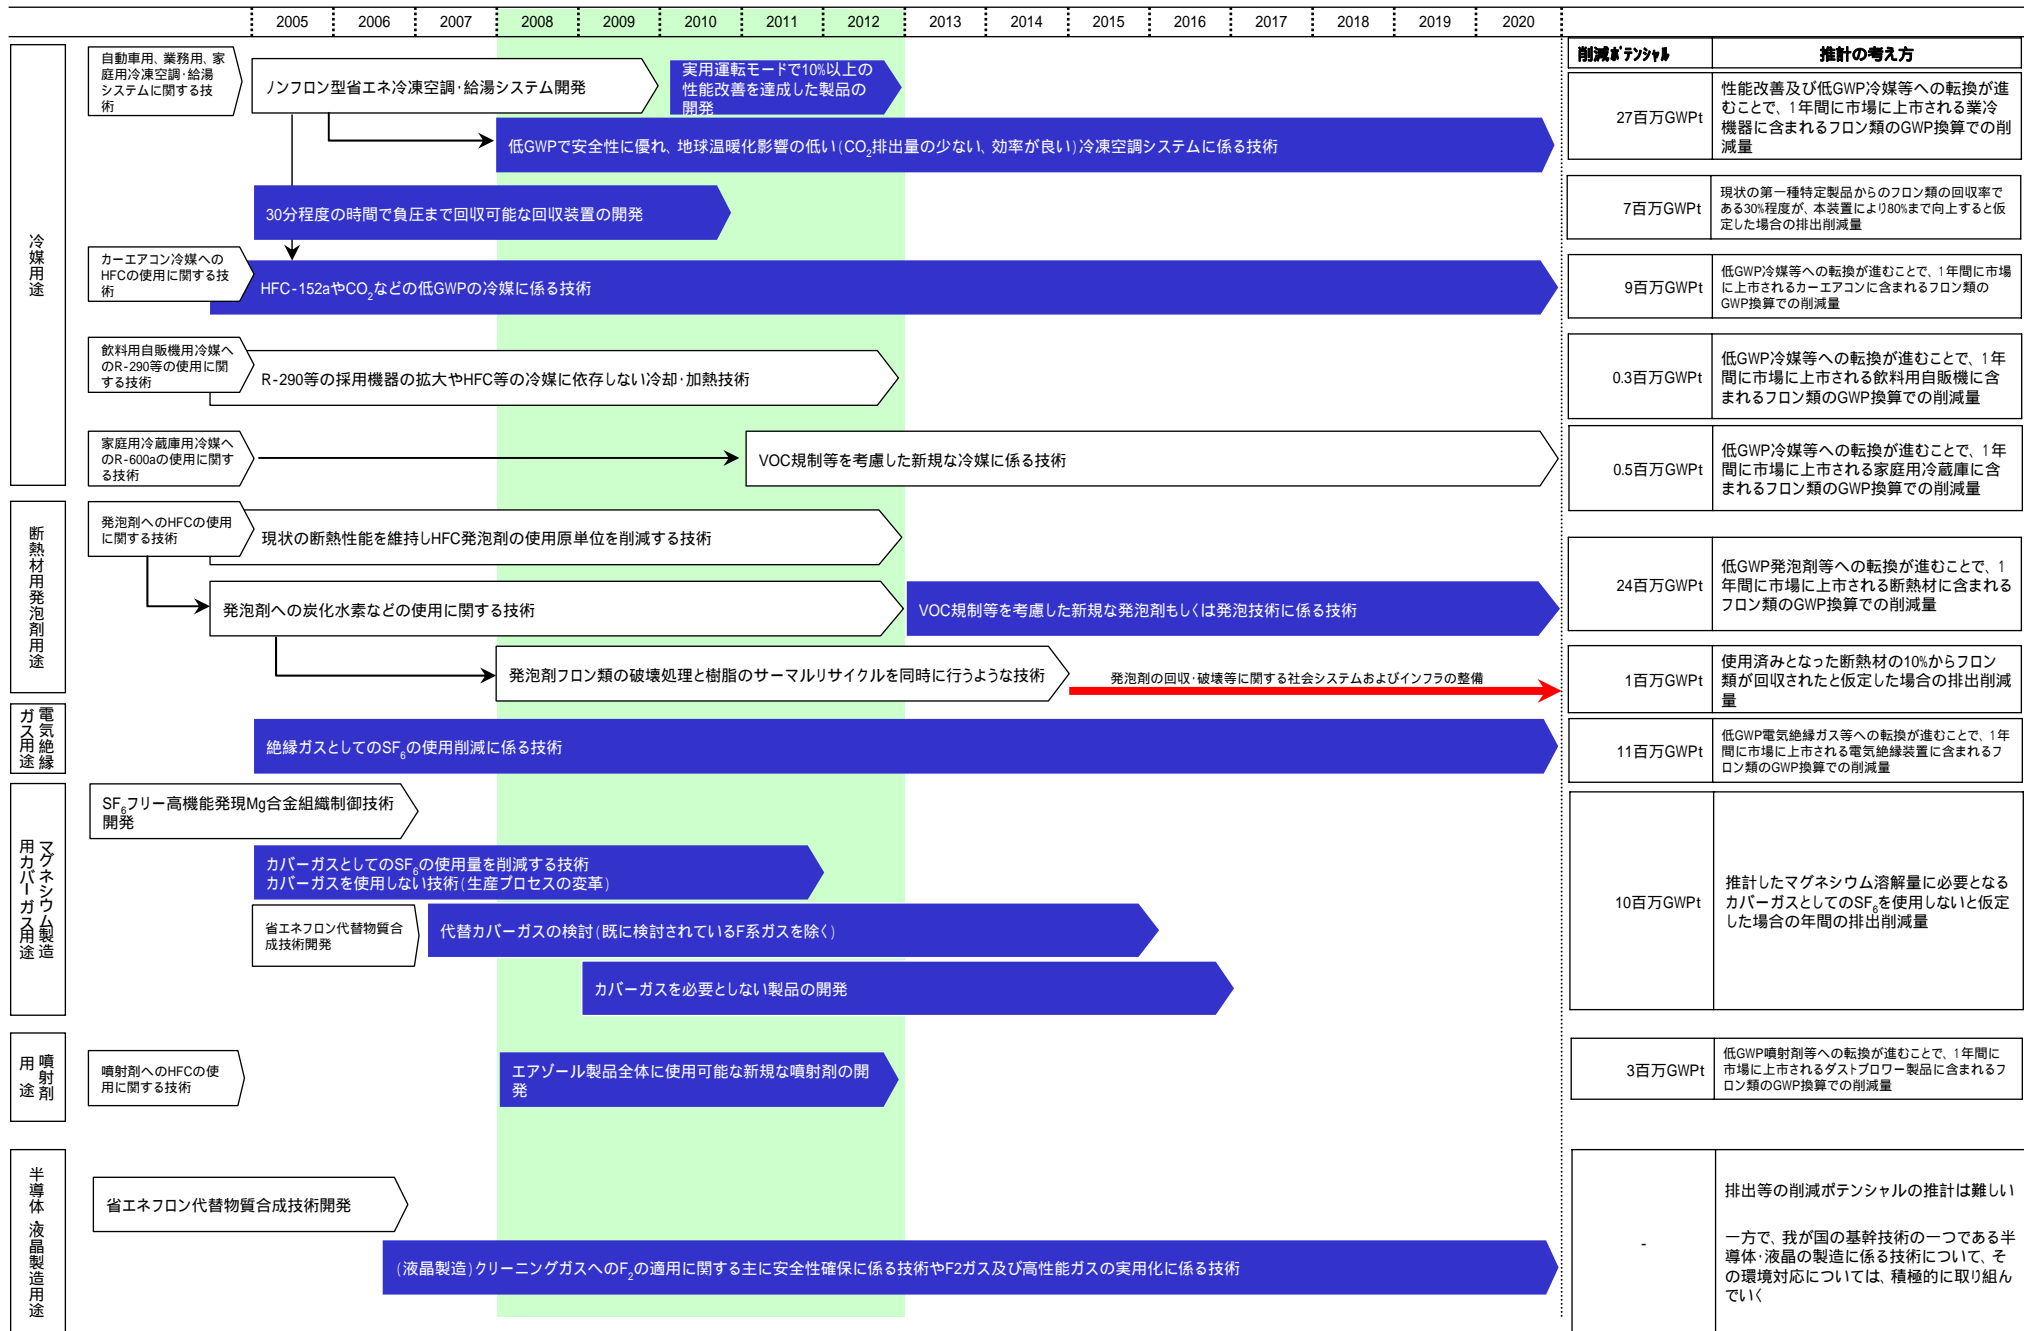 2005 2006 2007 2008 2009 2010 2011 2012 2013 2014 2015 2016 2017 2018 2019 2020
削減ポテンシャル 推計の考え方
冷媒用途
自動車用、業務用、家
庭用冷凍空調・給湯
システムに関する技
術
ノンフロン型省エネ冷凍空調・給湯システム開発
実用運転モードで10%以上の
性能改善を達成した製品の
開発
低GWPで安全性に優れ、地球温暖化影響の低い(CO₂排出量の少ない、効率が良い)冷凍空調システムに係る技術
27百万GWPt
性能改善及び低GWP冷媒等への転換が進
むことで、1年間に市場に上市される業冷
機器に含まれるフロン類のGWP換算での削
減量
30分程度の時間で負圧まで回収可能な回収装置の開発
7百万GWPt
現状の第一種特定製品からのフロン類の回収率で
ある30%程度が、本装置により80%まで向上すると仮
定した場合の排出削減量
カーエアコン冷媒への
HFCの使用に関する技
術
HFC-152aやCO₂などの低GWPの冷媒に係る技術
9百万GWPt
低GWP冷媒等への転換が進むことで、1年間に市場
に上市されるカーエアコンに含まれるフロン類の
GWP換算での削減量
飲料用自販機用冷媒へ
のR-290等の使用に関
する技術
R-290等の採用機器の拡大やHFC等の冷媒に依存しない冷却・加熱技術
0.3百万GWPt
低GWP冷媒等への転換が進むことで、1年
間に市場に上市される飲料用自販機に含
まれるフロン類のGWP換算での削減量
家庭用冷蔵庫用冷媒へ
のR-600aの使用に関す
る技術
VOC規制等を考慮した新規な冷媒に係る技術
0.5百万GWPt
低GWP冷媒等への転換が進むことで、1年
間に市場に上市される家庭用冷蔵庫に含
まれるフロン類のGWP換算での削減量
断熱材用発泡剤用途
発泡剤へのHFCの使用
に関する技術
現状の断熱性能を維持しHFC発泡剤の使用原単位を削減する技術
発泡剤への炭化水素などの使用に関する技術
VOC規制等を考慮した新規な発泡剤もしくは発泡技術に係る技術
24百万GWPt
低GWP発泡剤等への転換が進むことで、1
年間に市場に上市される断熱材に含まれる
フロン類のGWP換算での削減量
発泡剤フロン類の破壊処理と樹脂のサーマルリサイクルを同時に行うような技術
発泡剤の回収・破壊等に関する社会システムおよびインフラの整備
1百万GWPt
使用済みとなった断熱材の10%からフロン
類が回収されたと仮定した場合の排出削減
量
電気絶縁
ガス用途
絶縁ガスとしてのSF₆の使用削減に係る技術
11百万GWPt
低GWP電気絶縁ガス等への転換が進むことで、1年
間に市場に上市される電気絶縁装置に含まれるフ
ロン類のGWP換算での削減量
マグネシウム製造
用カバーガス用途
SF₆フリー高機能発現Mg合金組織制御技術
開発
カバーガスとしてのSF₆の使用量を削減する技術
カバーガスを使用しない技術(生産プロセスの変革)
省エネフロン代替物質合
成技術開発
代替カバーガスの検討(既に検討されているF系ガスを除く)
カバーガスを必要としない製品の開発
10百万GWPt
推計したマグネシウム溶解量に必要となる
カバーガスとしてのSF₆を使用しないと仮定
した場合の年間の排出削減量
噴射剤
用途
噴射剤へのHFCの使
用に関する技術
エアゾール製品全体に使用可能な新規な噴射剤の開
発
3百万GWPt
低GWP噴射剤等への転換が進むことで、1年間に
市場に上市されるダストブロワー製品に含まれるフ
ロン類のGWP換算での削減量
半導体・液晶製造用途
省エネフロン代替物質合成技術開発
(液晶製造)クリーニングガスへのF₂の適用に関する主に安全性確保に係る技術やF2ガス及び高性能ガスの実用化に係る技術
-
排出等の削減ポテンシャルの推計は難しい
一方で、我が国の基幹技術の一つである半
導体・液晶の製造に係る技術について、そ
の環境対応については、積極的に取り組ん
でいく